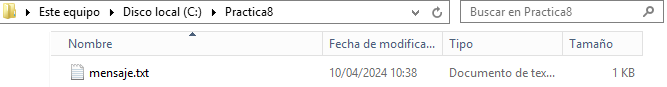 Este equipo Disco local (C:) Practica8 Buscar en Practica8
Nombre Fecha de modifica... Tipo Tamaño
mensaje.txt 10/04/2024 10:38 Documento de tex... 1 KB